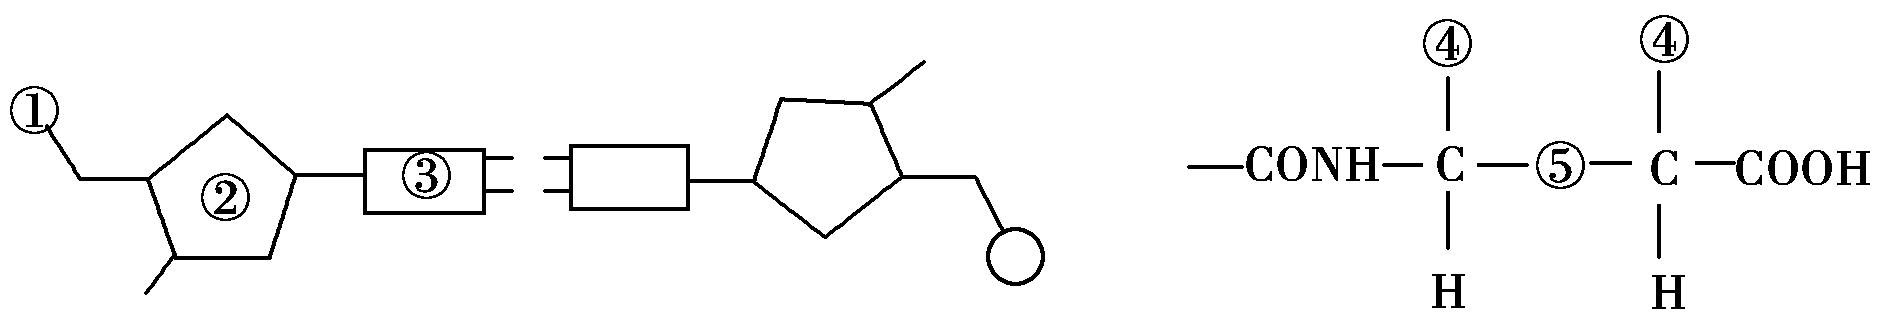 ④ ④
① ② ③ —CONH—C—⑤—C—COOH
H H